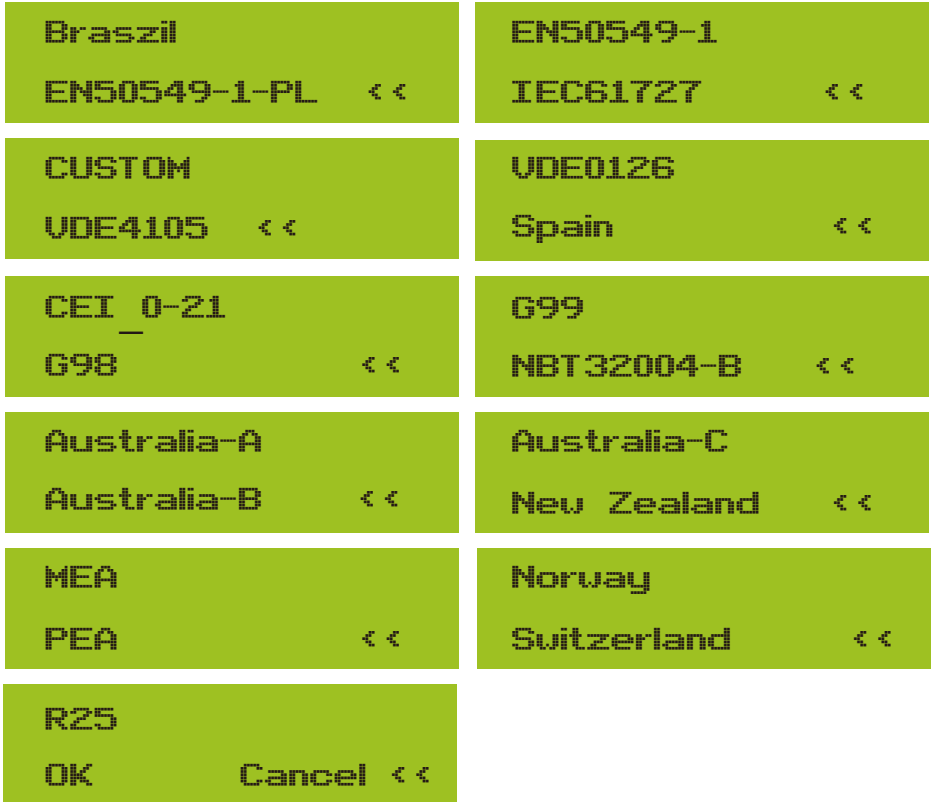 Braszil
EN50549-1-PL <<
EN50549-1
IEC61727 <<
CUSTOM
VDE4105 <<
VDE0126
Spain <<
CEI_0-21
G98 <<
G99
NBT32004-B <<
Australia-A
Australia-B <<
Australia-C
New Zealand <<
MEA
PEA <<
Norway
Switzerland <<
R25
OK Cancel <<